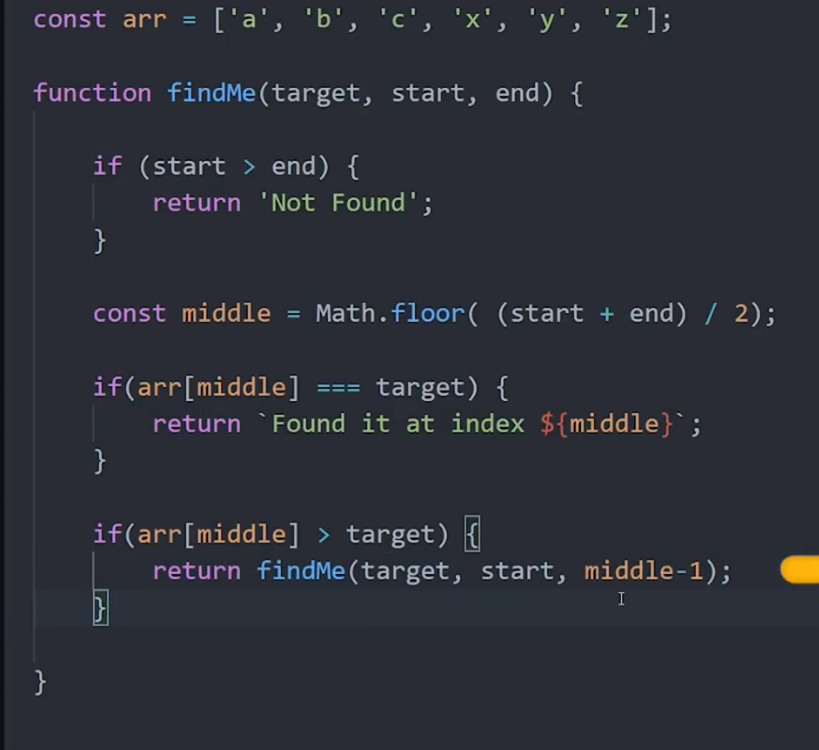 const arr = ['a', 'b', 'c', 'x', 'y', 'z'];
function findMe(target, start, end) {
if (start > end) {
return 'Not Found';
}
const middle = Math.floor( (start + end) / 2);
if(arr[middle] === target) {
return `Found it at index ${middle}`;
}
if(arr[middle] > target) {
return findMe(target, start, middle-1);
}
}